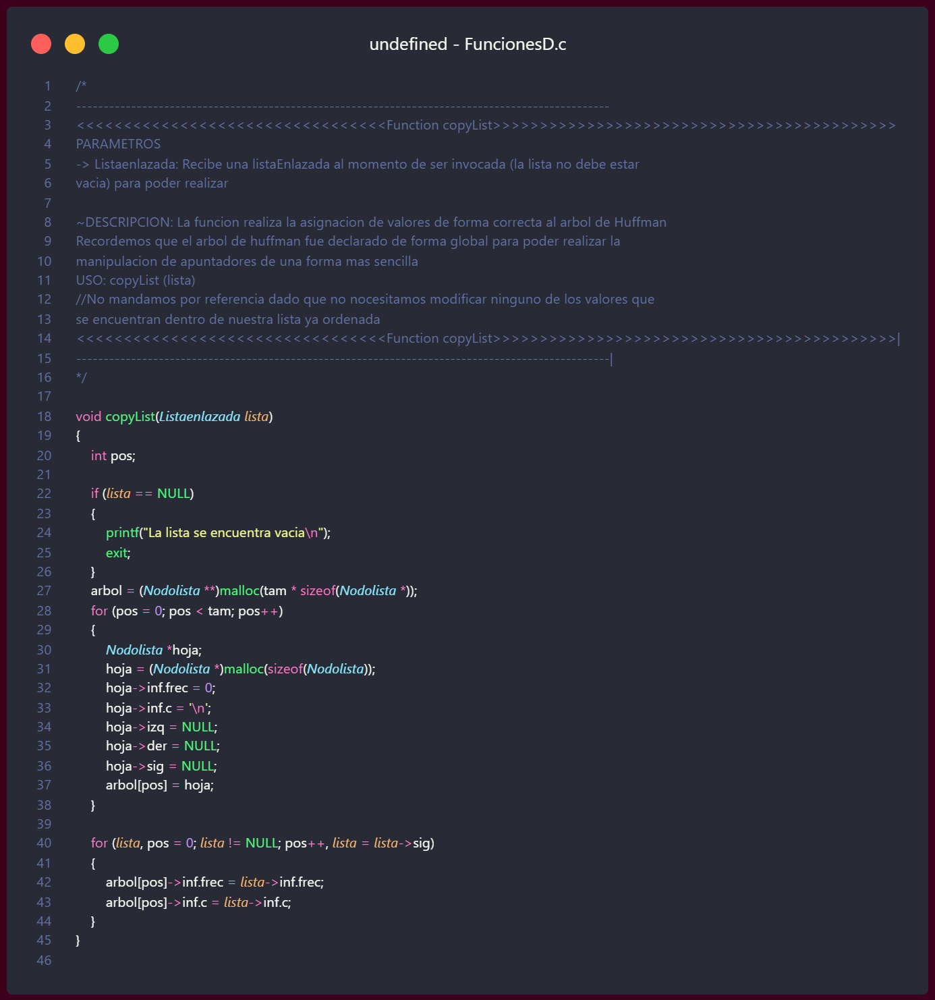 undefined - FuncionesD.c
1 /*
2 -------------------------------------------------------------------------------------------------
3 <<<<<<<<<<<<<<<<<<<<<<<<<<<<<<<<<Function copyList>>>>>>>>>>>>>>>>>>>>>>>>>>>>>>>>>>>>>>>>>>>
4 PARAMETROS
5 -> Listaenlazada: Recibe una listaEnlazada al momento de ser invocada (la lista no debe estar
6 vacia) para poder realizar
7
8 ~DESCRIPCION: La funcion realiza la asignacion de valores de forma correcta al arbol de Huffman
9 Recordemos que el arbol de huffman fue declarado de forma global para poder realizar la
10 manipulacion de apuntadores de una forma mas sencilla
11 USO: copyList (lista)
12 //No mandamos por referencia dado que no nocesitamos modificar ninguno de los valores que
13 se encuentran dentro de nuestra lista ya ordenada
14 <<<<<<<<<<<<<<<<<<<<<<<<<<<<<<<<<Function copyList>>>>>>>>>>>>>>>>>>>>>>>>>>>>>>>>>>>>>>>>>>>|
15 -------------------------------------------------------------------------------------------------|
16 */
17
18 void copyList(Listaenlazada lista)
19 {
20     int pos;
21
22     if (lista == NULL)
23     {
24         printf("La lista se encuentra vacia\n");
25         exit;
26     }
27     arbol = (Nodolista **)malloc(tam * sizeof(Nodolista *));
28     for (pos = 0; pos < tam; pos++)
29     {
30         Nodolista *hoja;
31         hoja = (Nodolista *)malloc(sizeof(Nodolista));
32         hoja->inf.frec = 0;
33         hoja->inf.c = '\n';
34         hoja->izq = NULL;
35         hoja->der = NULL;
36         hoja->sig = NULL;
37         arbol[pos] = hoja;
38     }
39
40     for (lista, pos = 0; lista != NULL; pos++, lista = lista->sig)
41     {
42         arbol[pos]->inf.frec = lista->inf.frec;
43         arbol[pos]->inf.c = lista->inf.c;
44     }
45 }
46